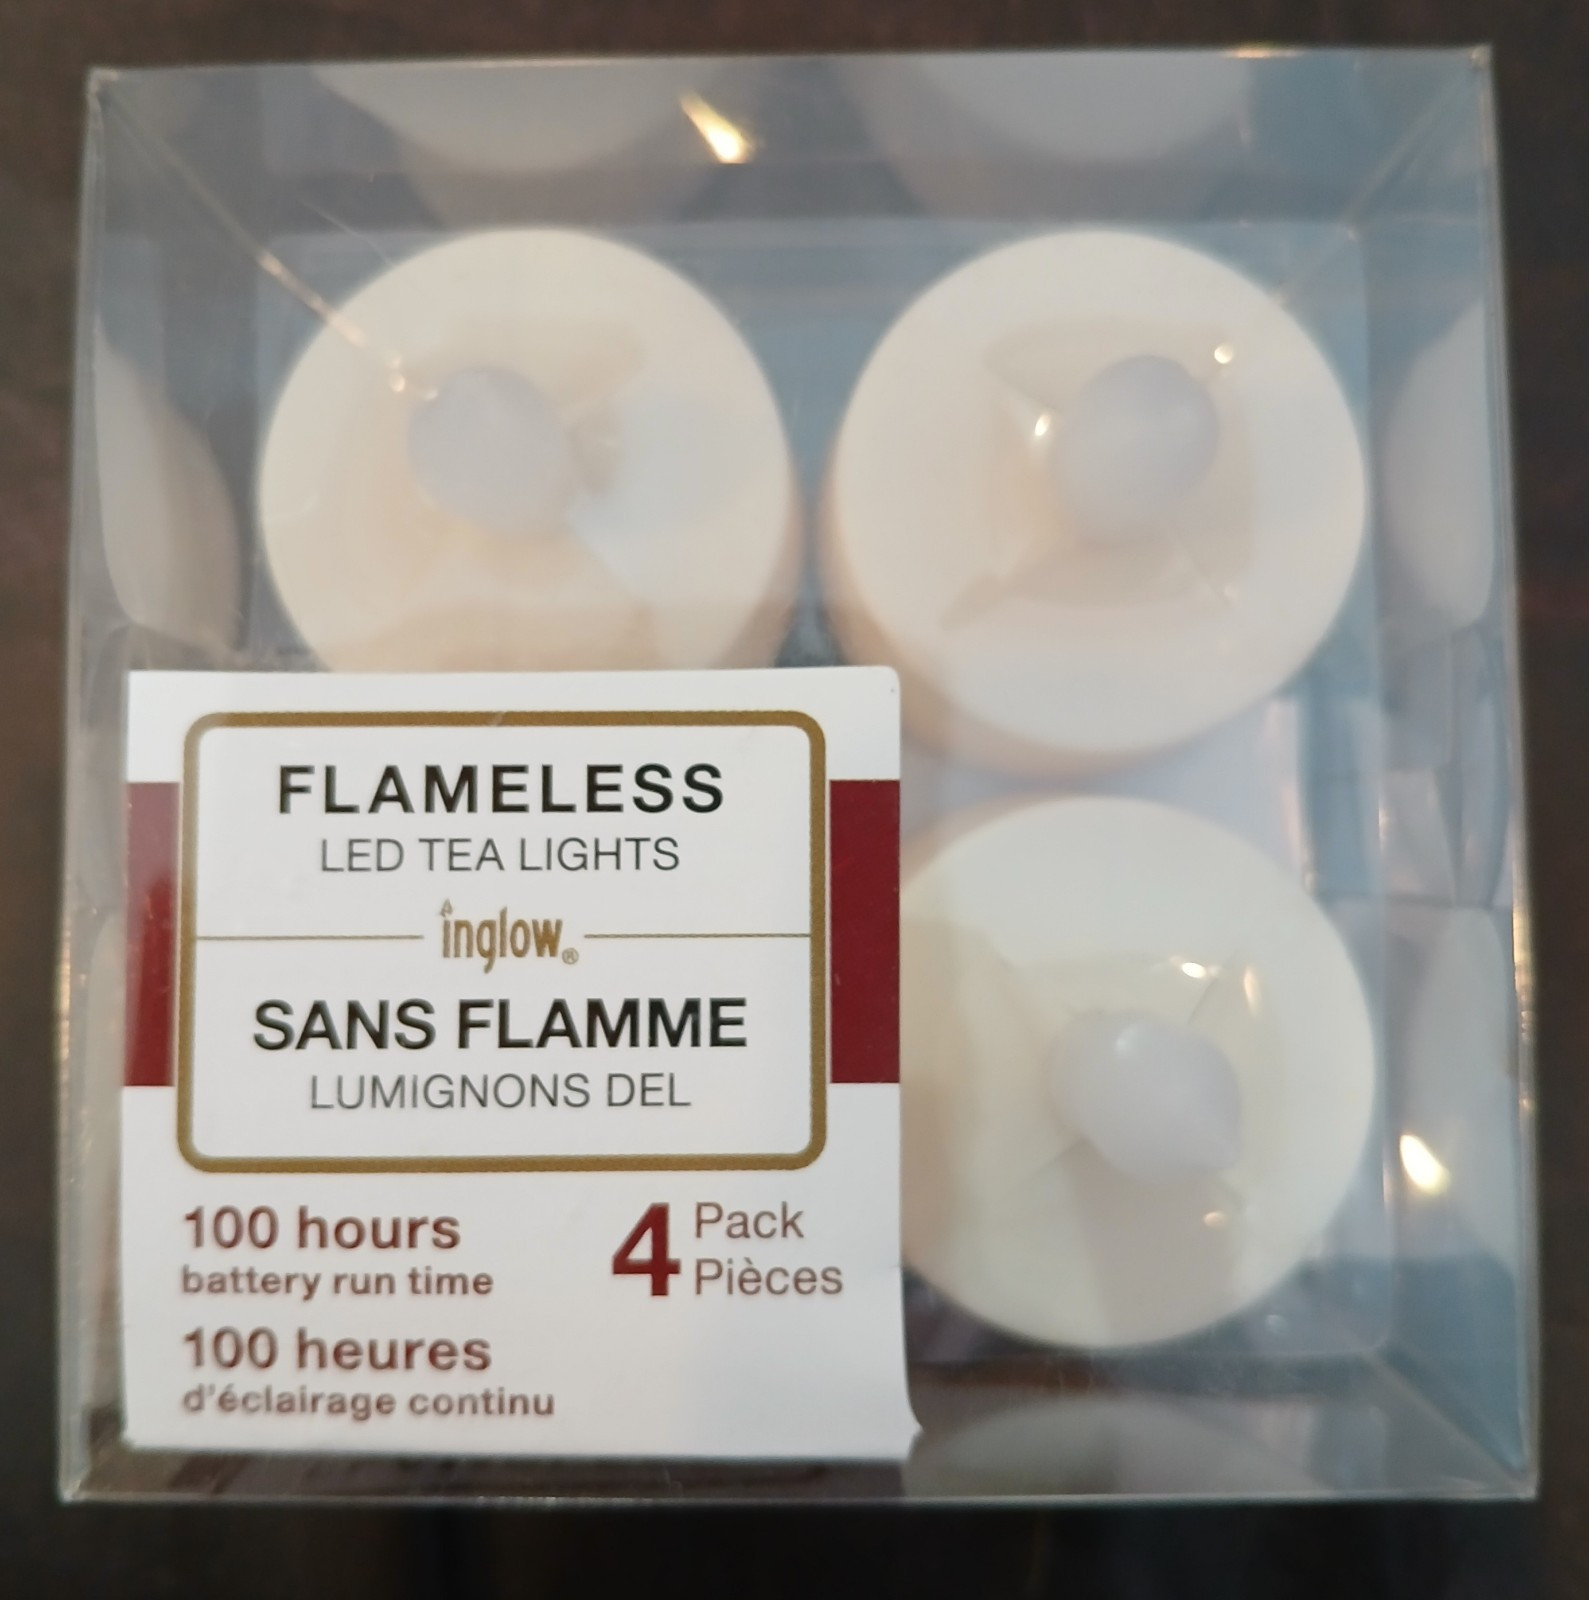 FLAMELESS
LED TEA LIGHTS
inglow®
SANS FLAMME
LUMIGNONS DEL
100 hours
battery run time
100 heures
d'éclairage continu
4 Pack
Pièces